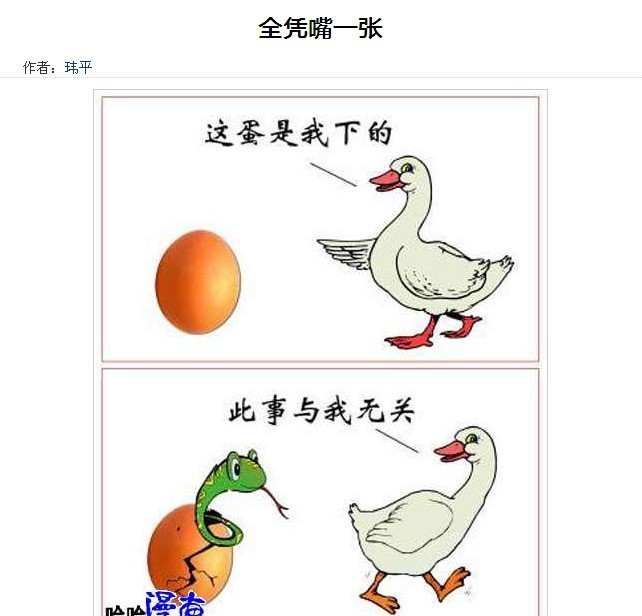 全凭嘴一张
作者：玮平
这蛋是我下的
此事与我无关
哈哈漫画